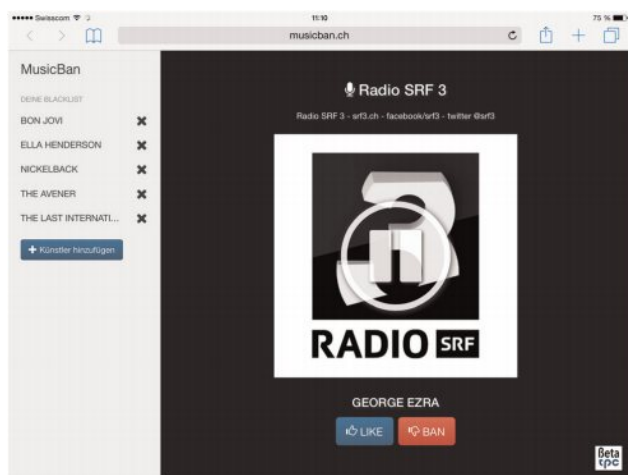 Swisscom
11:10
75 %
musicban.ch
MusicBan
DEINE BLACKLIST
BON JOVI
ELLA HENDERSON
NICKELBACK
THE AVENER
THE LAST INTERNATI...
Künstler hinzufügen
Radio SRF 3
Radio SRF 3 - srf3.ch - facebook/srf3 - twitter @srf3
3
RADIO SRF
GEORGE EZRA
LIKE
BAN
Beta